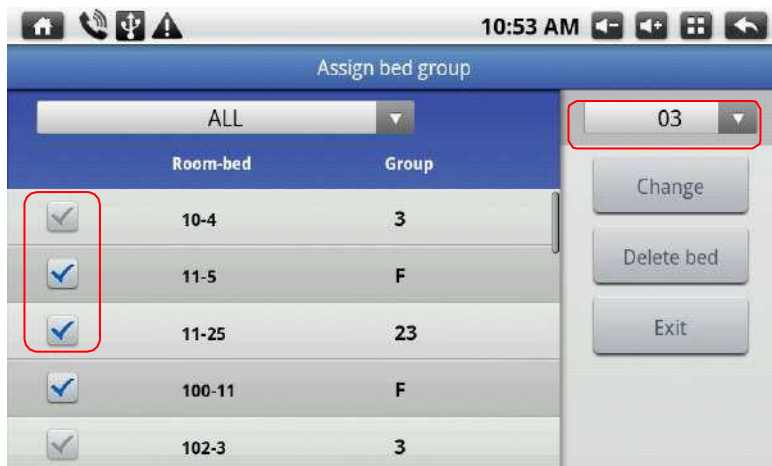 10:53 AM
Assign bed group
ALL
03
Room-bed Group
Change
10-4 3
Delete bed
11-5 F
Exit
11-25 23
100-11 F
102-3 3